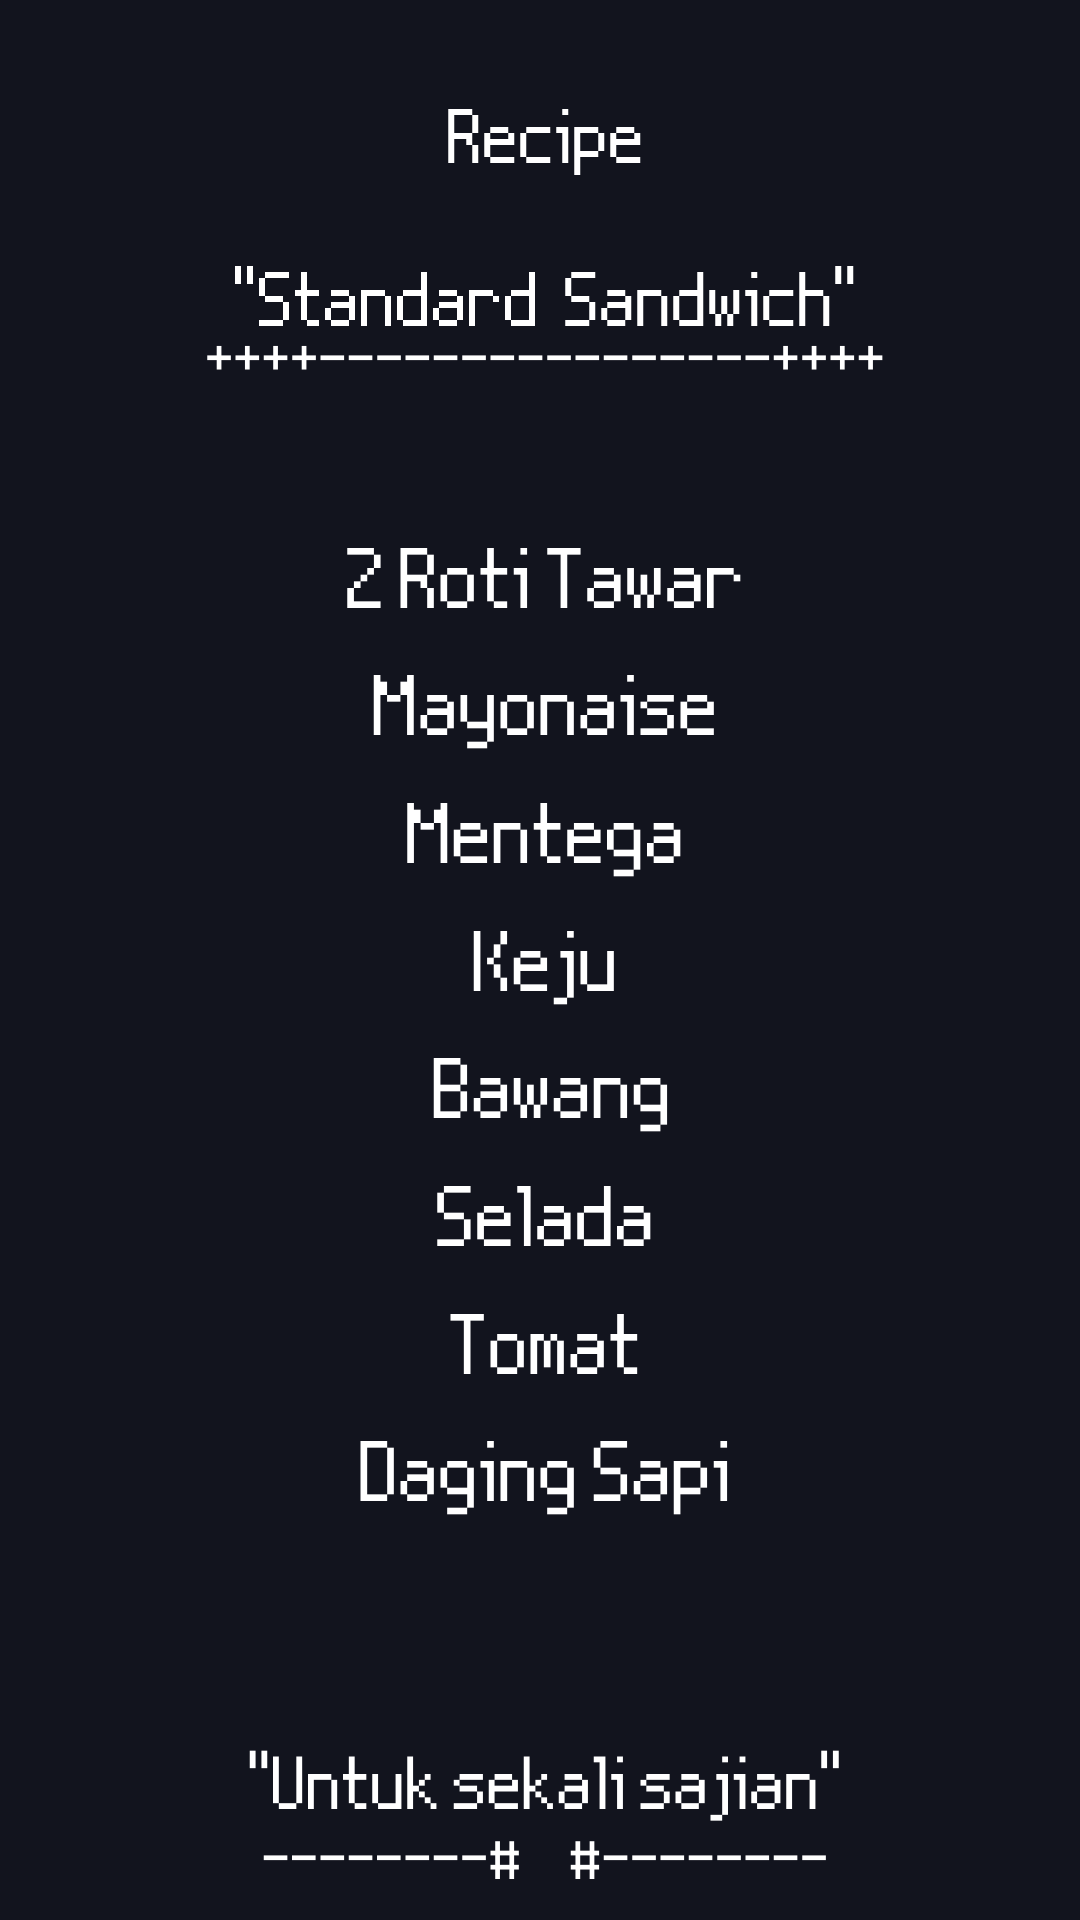 Recipe
"Standard Sandwich"
++++----------------++++
2 Roti Tawar
Mayonaise
Mentega
Keju
Bawang
Selada
Tomat
Daging Sapi
"Untuk sekali sajian"
--------#  #--------